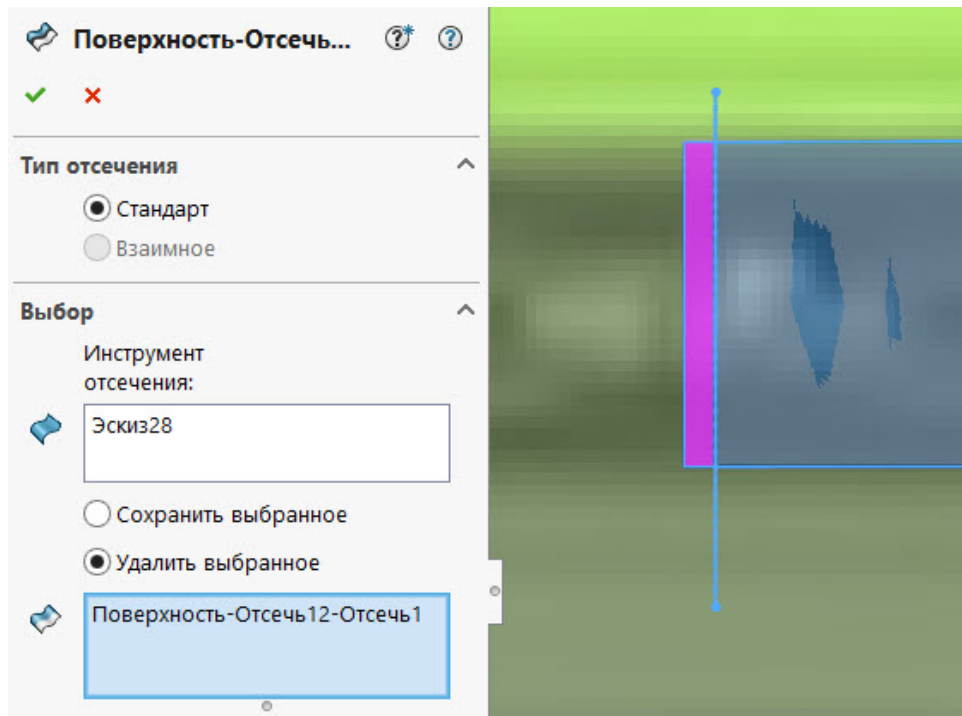 Поверхность-Отсечь...
Тип отсечения
Стандарт
Взаимное
Выбор
Инструмент
отсечения:
Эскиз28
Сохранить выбранное
Удалить выбранное
Поверхность-Отсечь12-Отсечь1